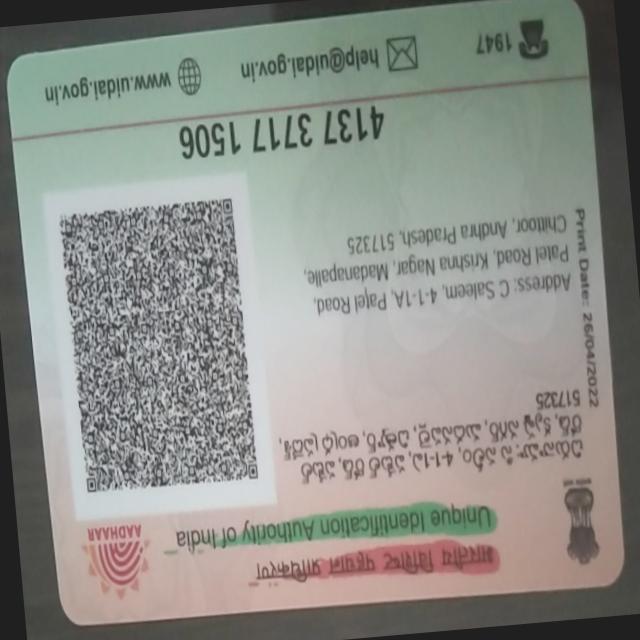 भारतीय विशिष्ट पहचान प्राधिकरण
Unique Identification Authority of India
AADHAAR
చిరునామా: సి సలీం, 4-1-1ఎ, పటేల్ రోడ్, పటేల్
రోడ్, కృష్ణ నగర్, మదనపల్లె, చిత్తూర్, ఆంధ్ర ప్రదేశ్,
517325
Address: C Saleem, 4-1-1A, Patel Road,
Patel Road, Krishna Nagar, Madanapalle,
Chittoor, Andhra Pradesh, 517325
Print Date: 26/04/2022
4137 3717 1506
1947
help@uidai.gov.in
www.uidai.gov.in